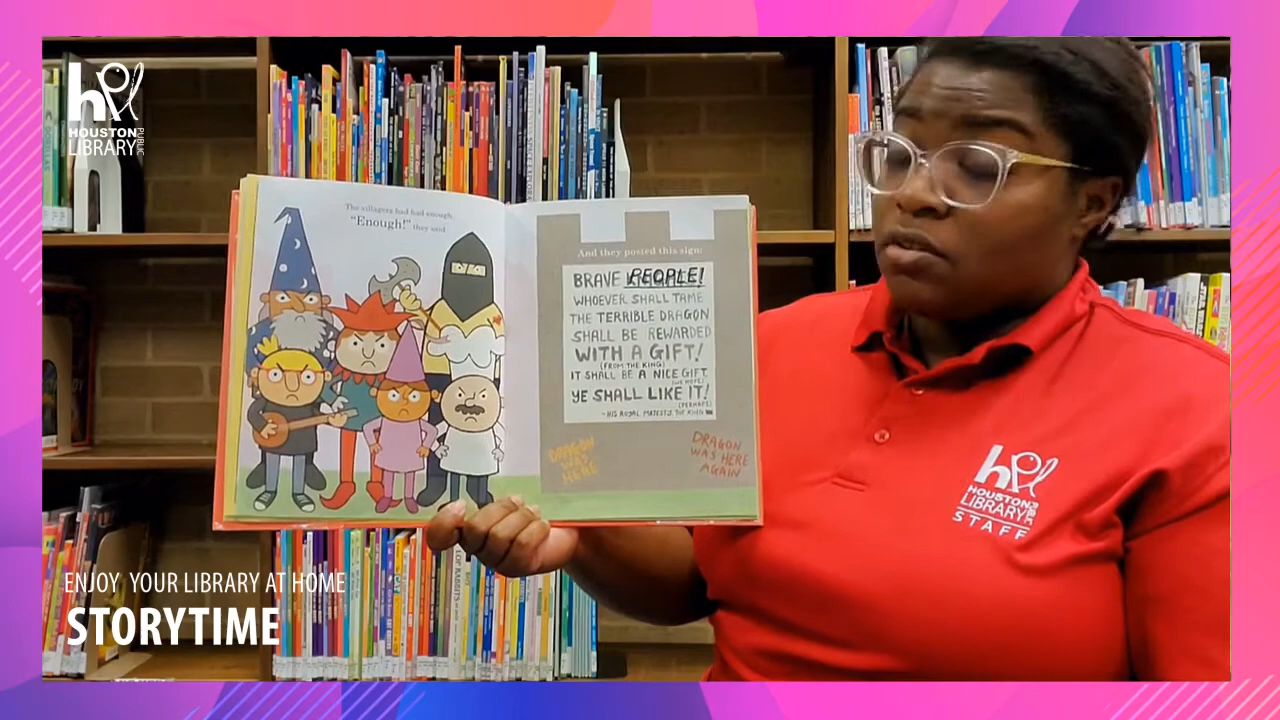 hpl
HOUSTON
PUBLIC
LIBRARY
The villagers had had enough.
"Enough!" they said.
And they posted this sign:
BRAVE PEOPLE!
WHOEVER SHALL TAME
THE TERRIBLE DRAGON
SHALL BE REWARDED
WITH A GIFT!
(FROM THE KING)
IT SHALL BE A NICE GIFT.
(WE HOPE)
YE SHALL LIKE IT!
(PERHAPS)
~HIS ROYAL MAJESTY, THE KING
DRAGON
WAS
HERE
DRAGON
WAS HERE
AGAIN
hpl
HOUSTON
PUBLIC
LIBRARY
STAFF
ENJOY YOUR LIBRARY AT HOME
STORYTIME